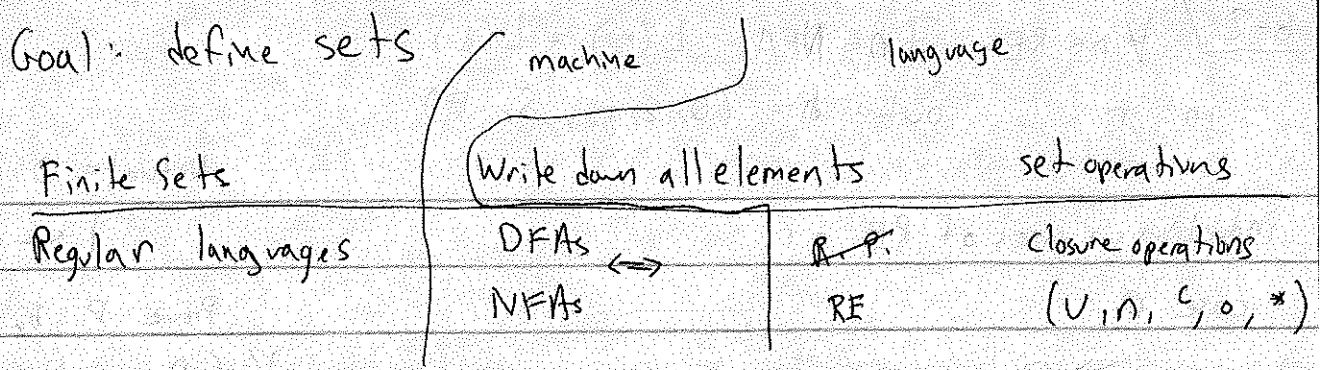 Goal: define sets machine language
Finite Sets Write down all elements set operations
Regular languages DFAs ⟷ R.P. closure operations
NFAs RE (∪, ∩, c, ∘, *)